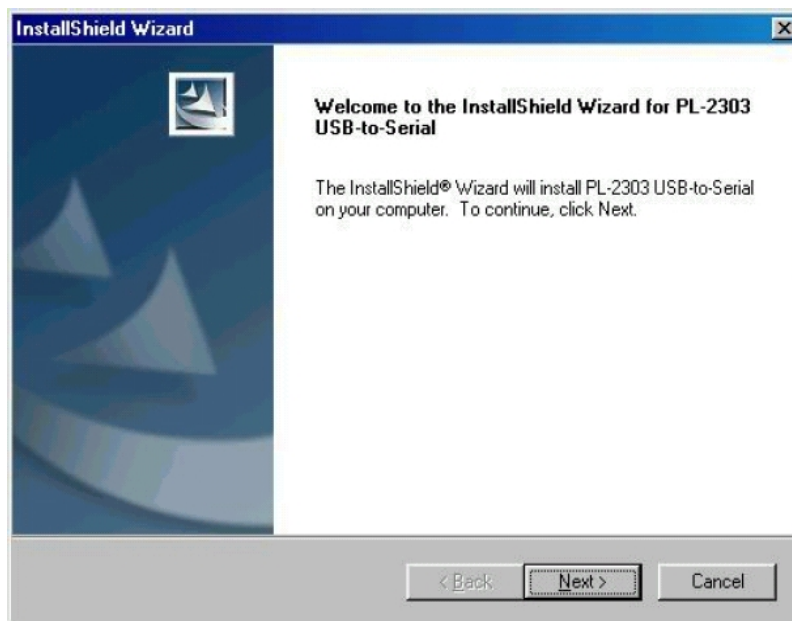 InstallShield Wizard
Welcome to the InstallShield Wizard for PL-2303
USB-to-Serial
The InstallShield® Wizard will install PL-2303 USB-to-Serial
on your computer. To continue, click Next.
< Back Next > Cancel